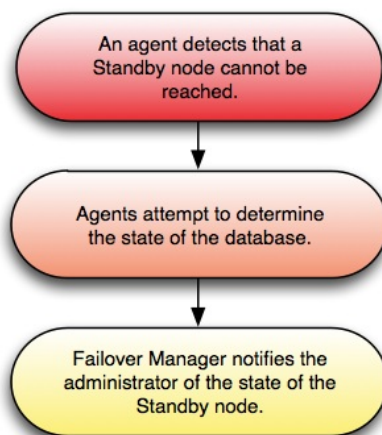 An agent detects that a
Standby node cannot be
reached.
Agents attempt to determine
the state of the database.
Failover Manager notifies the
administrator of the state of the
Standby node.